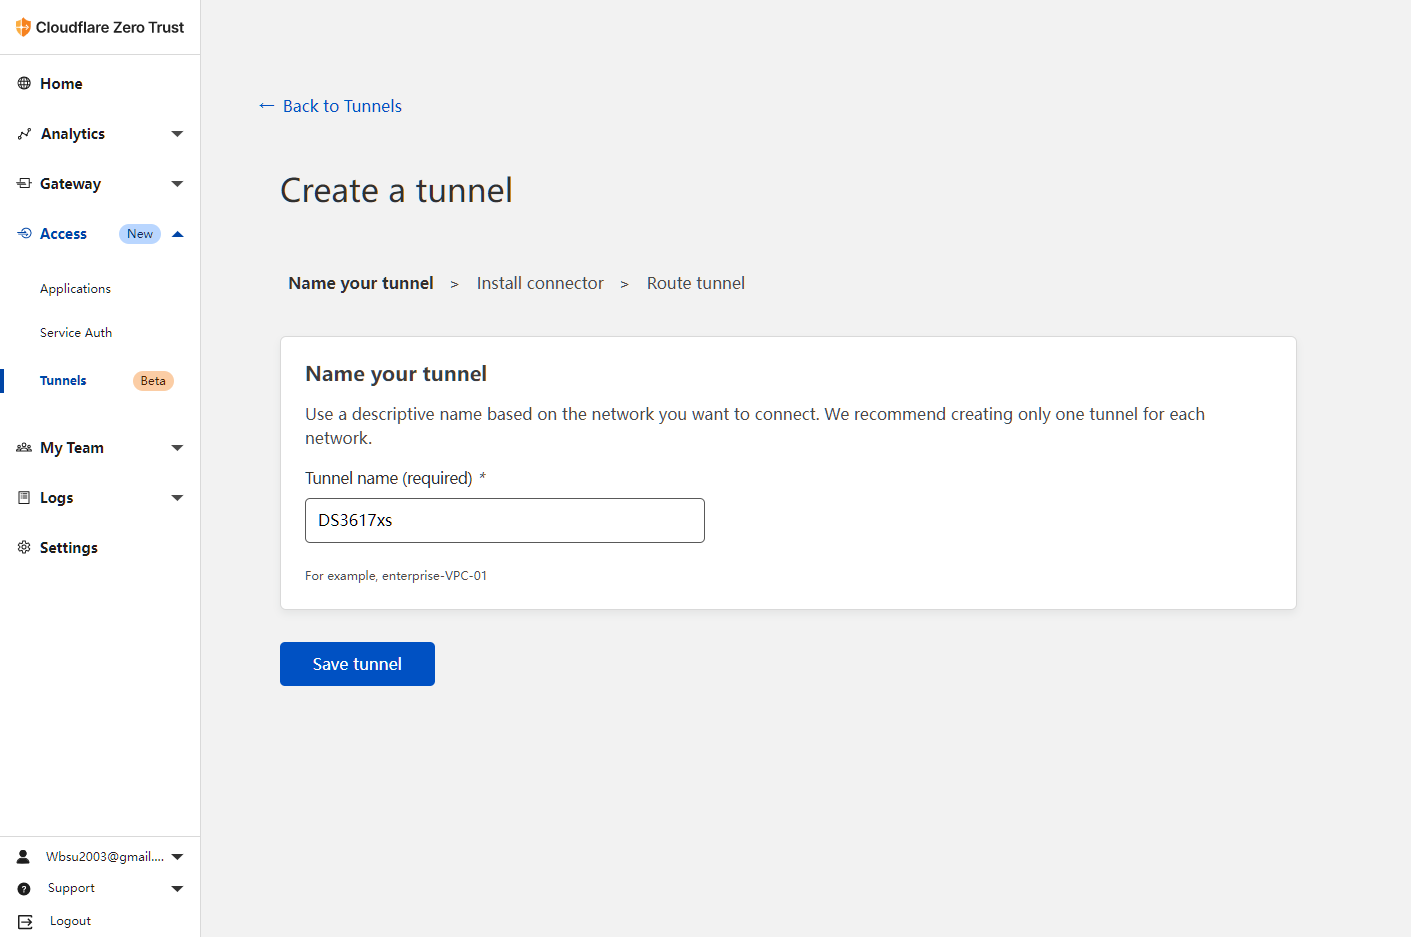 Cloudflare Zero Trust
Home
Analytics
Gateway
Access New
Applications
Service Auth
Tunnels Beta
My Team
Logs
Settings
Wbsu2003@gmail....
Support
Logout
← Back to Tunnels
Create a tunnel
Name your tunnel > Install connector > Route tunnel
Name your tunnel
Use a descriptive name based on the network you want to connect. We recommend creating only one tunnel for each
network.
Tunnel name (required) *
DS3617xs
For example, enterprise-VPC-01
Save tunnel